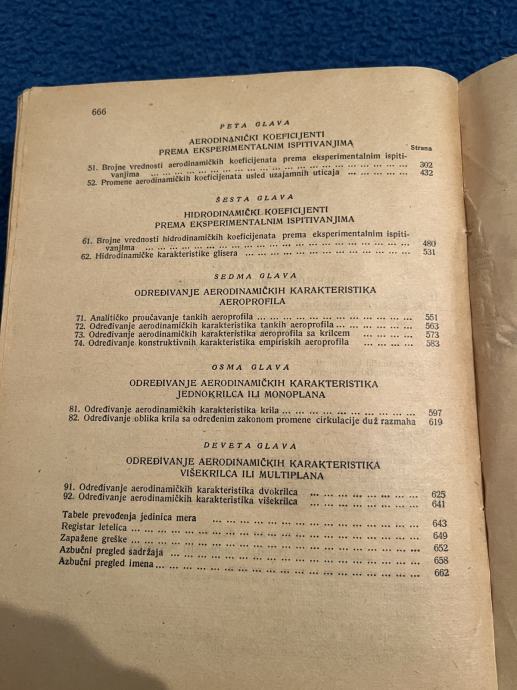 666
PETA GLAVA
AERODINAMIČKI KOEFICIJENTI
PREMA EKSPERIMENTALNIM ISPITIVANJIMA
Strana
51. Brojne vrednosti aerodinamičkih koeficijenata prema eksperimentalnim ispiti-
vanjima ... ... ... ... ... ... ... ... ... ... ... ... ... ... ... ... 302
52. Promene aerodinamičkih koeficijenata usled uzajamnih uticaja ... ... ... ... ... 432
ŠESTA GLAVA
HIDRODINAMIČKI KOEFICIJENTI
PREMA EKSPERIMENTALNIM ISPITIVANJIMA
61. Brojne vrednosti hidrodinamičkih koeficijenata prema eksperimentalnim ispiti-
vanjima ... ... ... ... ... ... ... ... ... ... ... ... ... ... ... ... 480
62. Hidrodinamičke karakteristike glisera ... ... ... ... ... ... ... ... ... ... 531
SEDMA GLAVA
ODREĐIVANJE AERODINAMIČKIH KARAKTERISTIKA
AEROPROFILA
71. Analitičko proučavanje tankih aeroprofila ... ... ... ... ... ... ... ... ... 551
72. Određivanje aerodinamičkih karakteristika tankih aeroprofila ... ... ... ... ... 563
73. Određivanje aerodinamičkih karakteristika aeroprofila sa krilcem ... ... ... ... 573
74. Određivanje konstruktivnih karakteristika empiriskih aeroprofila ... ... ... ... 583
OSMA GLAVA
ODREĐIVANJE AERODINAMIČKIH KARAKTERISTIKA
JEDNOKRILCA ILI MONOPLANA
81. Određivanje aerodinamičkih karakteristika krila ... ... ... ... ... ... ... ... 597
82. Određivanje oblika krila sa određenim zakonom promene cirkulacije duž razmaha 619
DEVETA GLAVA
ODREĐIVANJE AERODINAMIČKIH KARAKTERISTIKA
VIŠEKRILCA ILI MULTIPLANA
91. Određivanje aerodinamičkih karakteristika dvokrilca ... ... ... ... ... ... ... 625
92. Određivanje aerodinamičkih karakteristika višekrilca ... ... ... ... ... ... ... 641
Tabele prevođenja jedinica mera ... ... ... ... ... ... ... ... ... ... ... ... 643
Registar letelica ... ... ... ... ... ... ... ... ... ... ... ... ... ... ... ... 649
Zapažene greške ... ... ... ... ... ... ... ... ... ... ... ... ... ... ... ... 652
Azbučni pregled sadržaja ... ... ... ... ... ... ... ... ... ... ... ... ... ... 658
Azbučni pregled imena ... ... ... ... ... ... ... ... ... ... ... ... ... ... ... 662